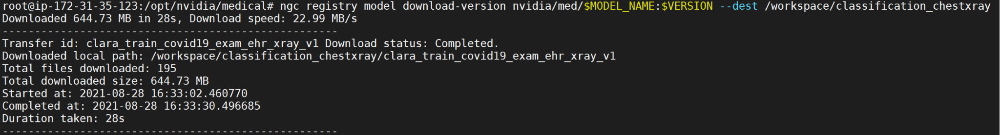 root@ip-172-31-35-123:/opt/nvidia/medical# ngc registry model download-version nvidia/med/$MODEL_NAME:$VERSION --dest /workspace/classification_chestxray
Downloaded 644.73 MB in 28s, Download speed: 22.99 MB/s
----------------------------------------------------
Transfer id: clara_train_covid19_exam_ehr_xray_v1 Download status: Completed.
Downloaded local path: /workspace/classification_chestxray/clara_train_covid19_exam_ehr_xray_v1
Total files downloaded: 195
Total downloaded size: 644.73 MB
Started at: 2021-08-28 16:33:02.460770
Completed at: 2021-08-28 16:33:30.496685
Duration taken: 28s
----------------------------------------------------